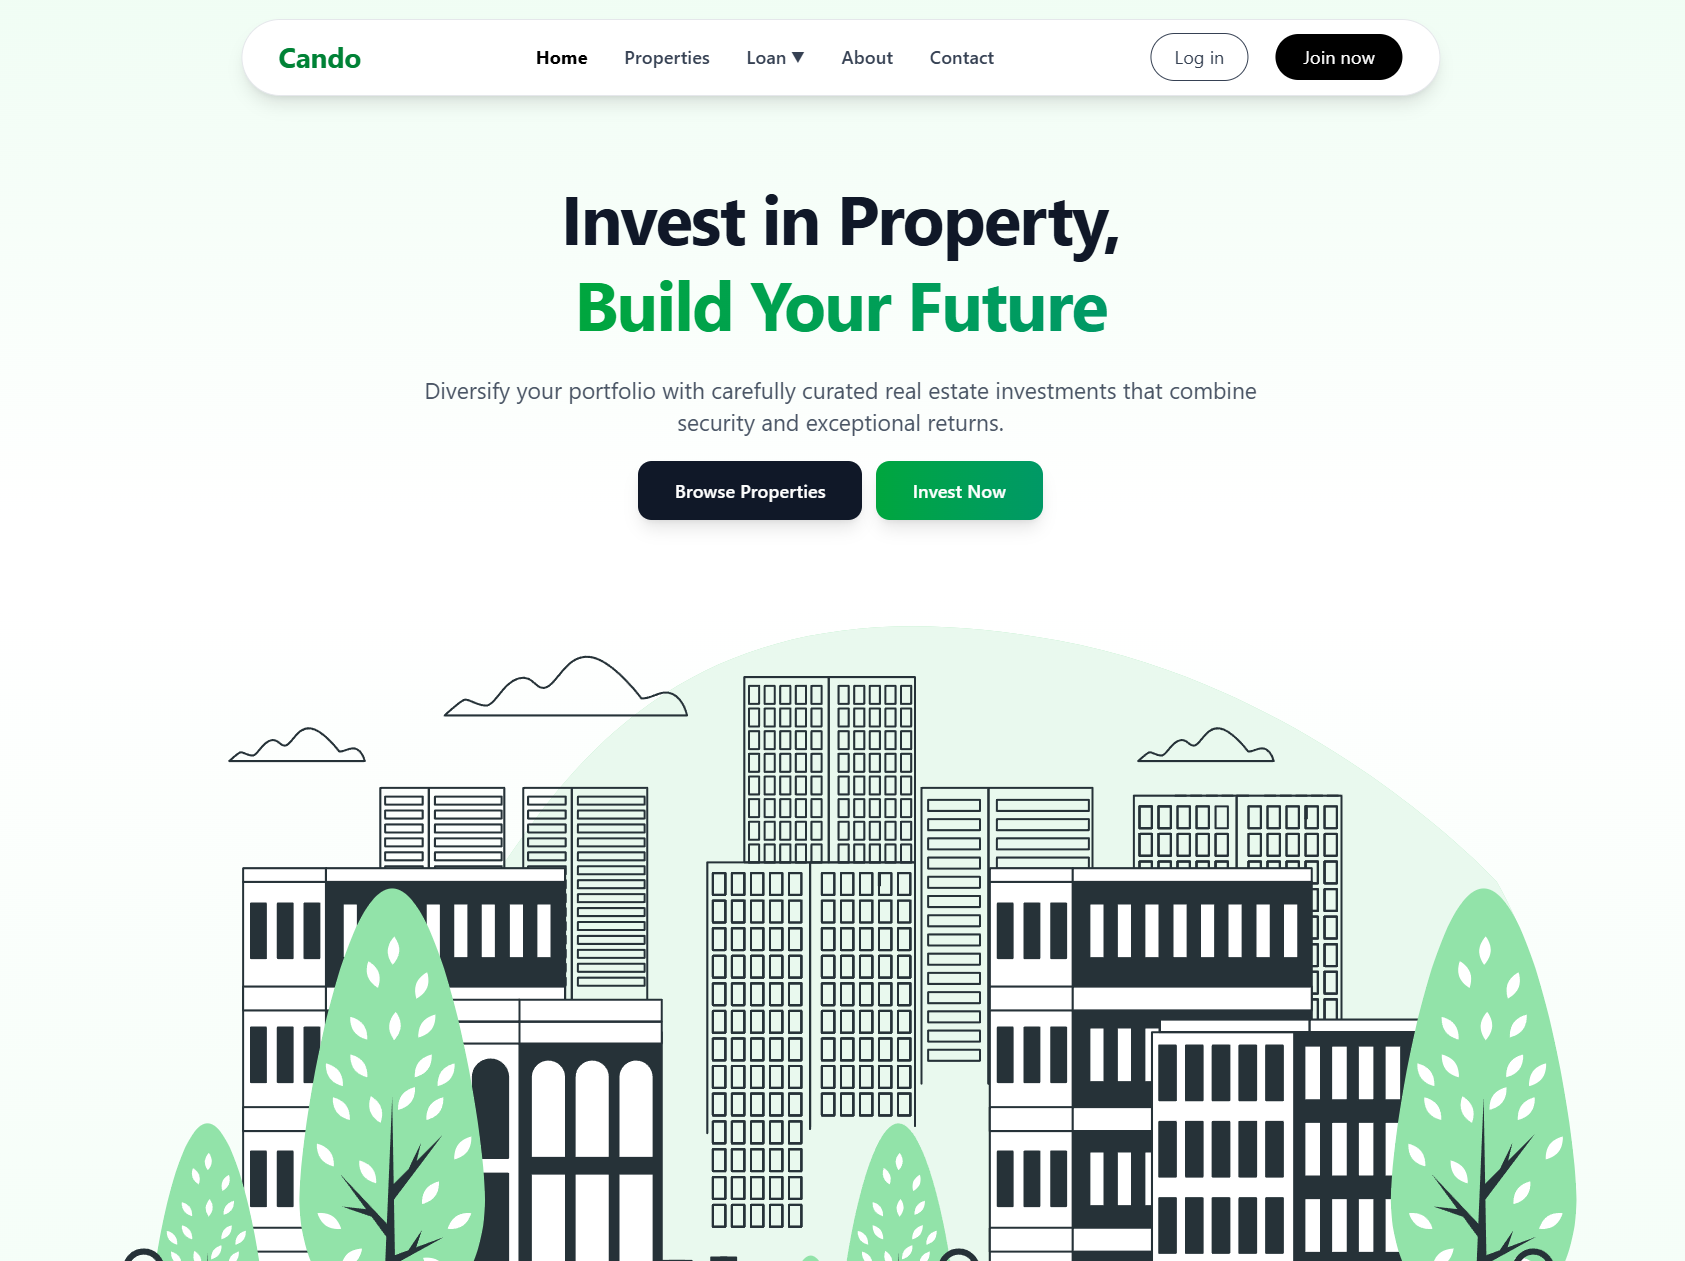 Cando
Home Properties Loan ▼ About Contact
Log in
Join now
Invest in Property,
Build Your Future
Diversify your portfolio with carefully curated real estate investments that combine
security and exceptional returns.
Browse Properties
Invest Now